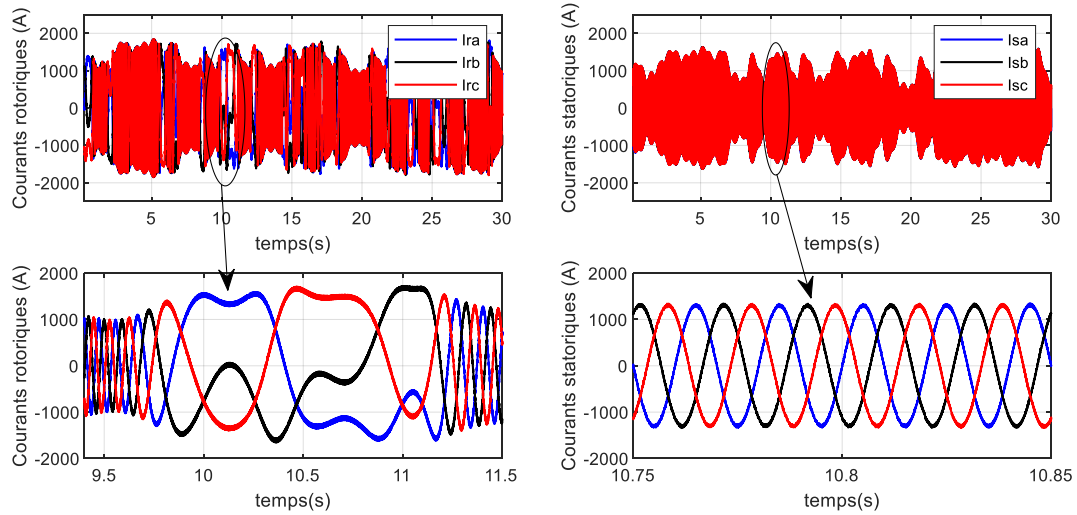 Courants rotoriques (A)
2000
1000
0
-1000
-2000
5
10
15
20
25
30
temps(s)
Ira
Irb
Irc
Courants statoriques (A)
2000
1000
0
-1000
-2000
5
10
15
20
25
30
temps(s)
Isa
Isb
Isc
Courants rotoriques (A)
2000
1000
0
-1000
-2000
9.5
10
10.5
11
11.5
temps(s)
Courants statoriques (A)
2000
1000
0
-1000
-2000
10.75
10.8
10.85
temps(s)